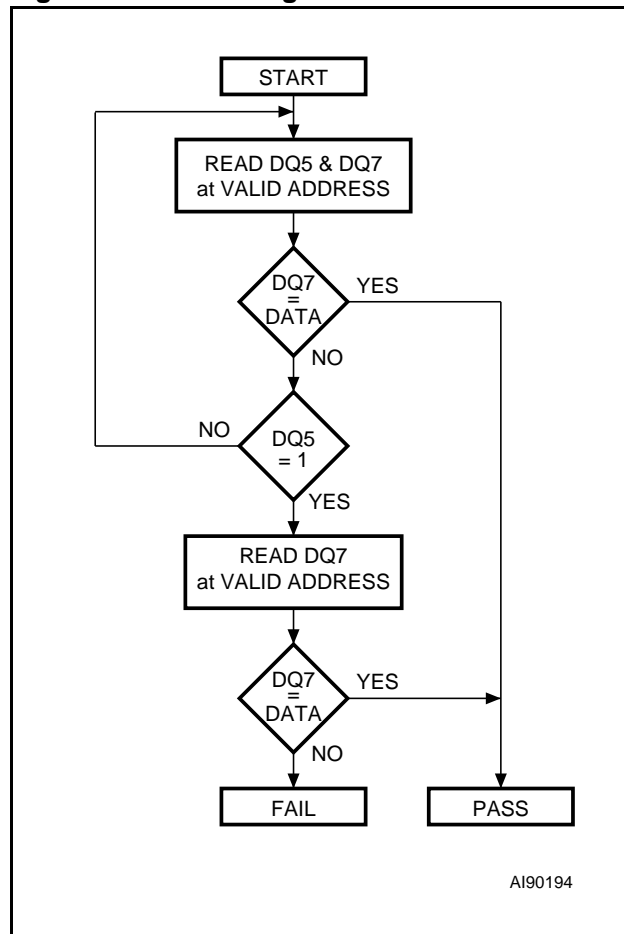 START
READ DQ5 & DQ7
at VALID ADDRESS
DQ7
=
DATA
YES
NO
NO
DQ5
= 1
YES
READ DQ7
at VALID ADDRESS
DQ7
=
DATA
YES
NO
FAIL
PASS
AI90194